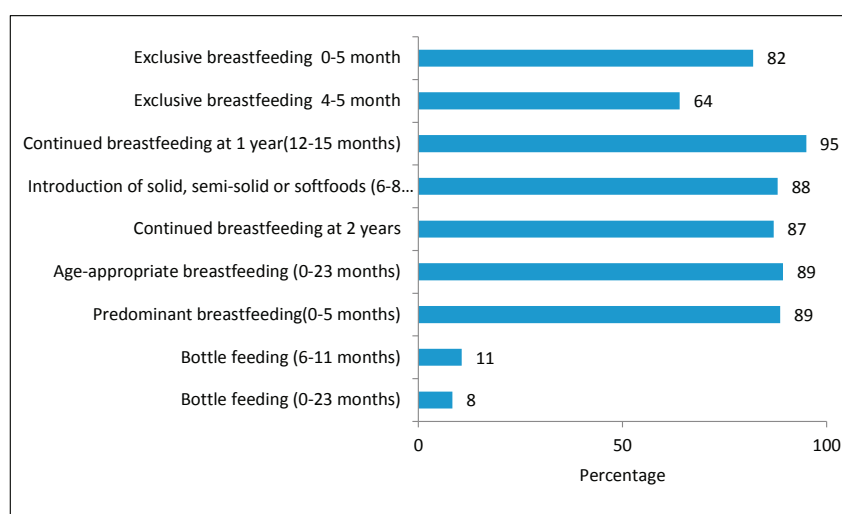 Exclusive breastfeeding 0-5 month 82
Exclusive breastfeeding 4-5 month 64
Continued breastfeeding at 1 year(12-15 months) 95
Introduction of solid, semi-solid or softfoods (6-8... 88
Continued breastfeeding at 2 years 87
Age-appropriate breastfeeding (0-23 months) 89
Predominant breastfeeding(0-5 months) 89
Bottle feeding (6-11 months) 11
Bottle feeding (0-23 months) 8
0 50 100
Percentage